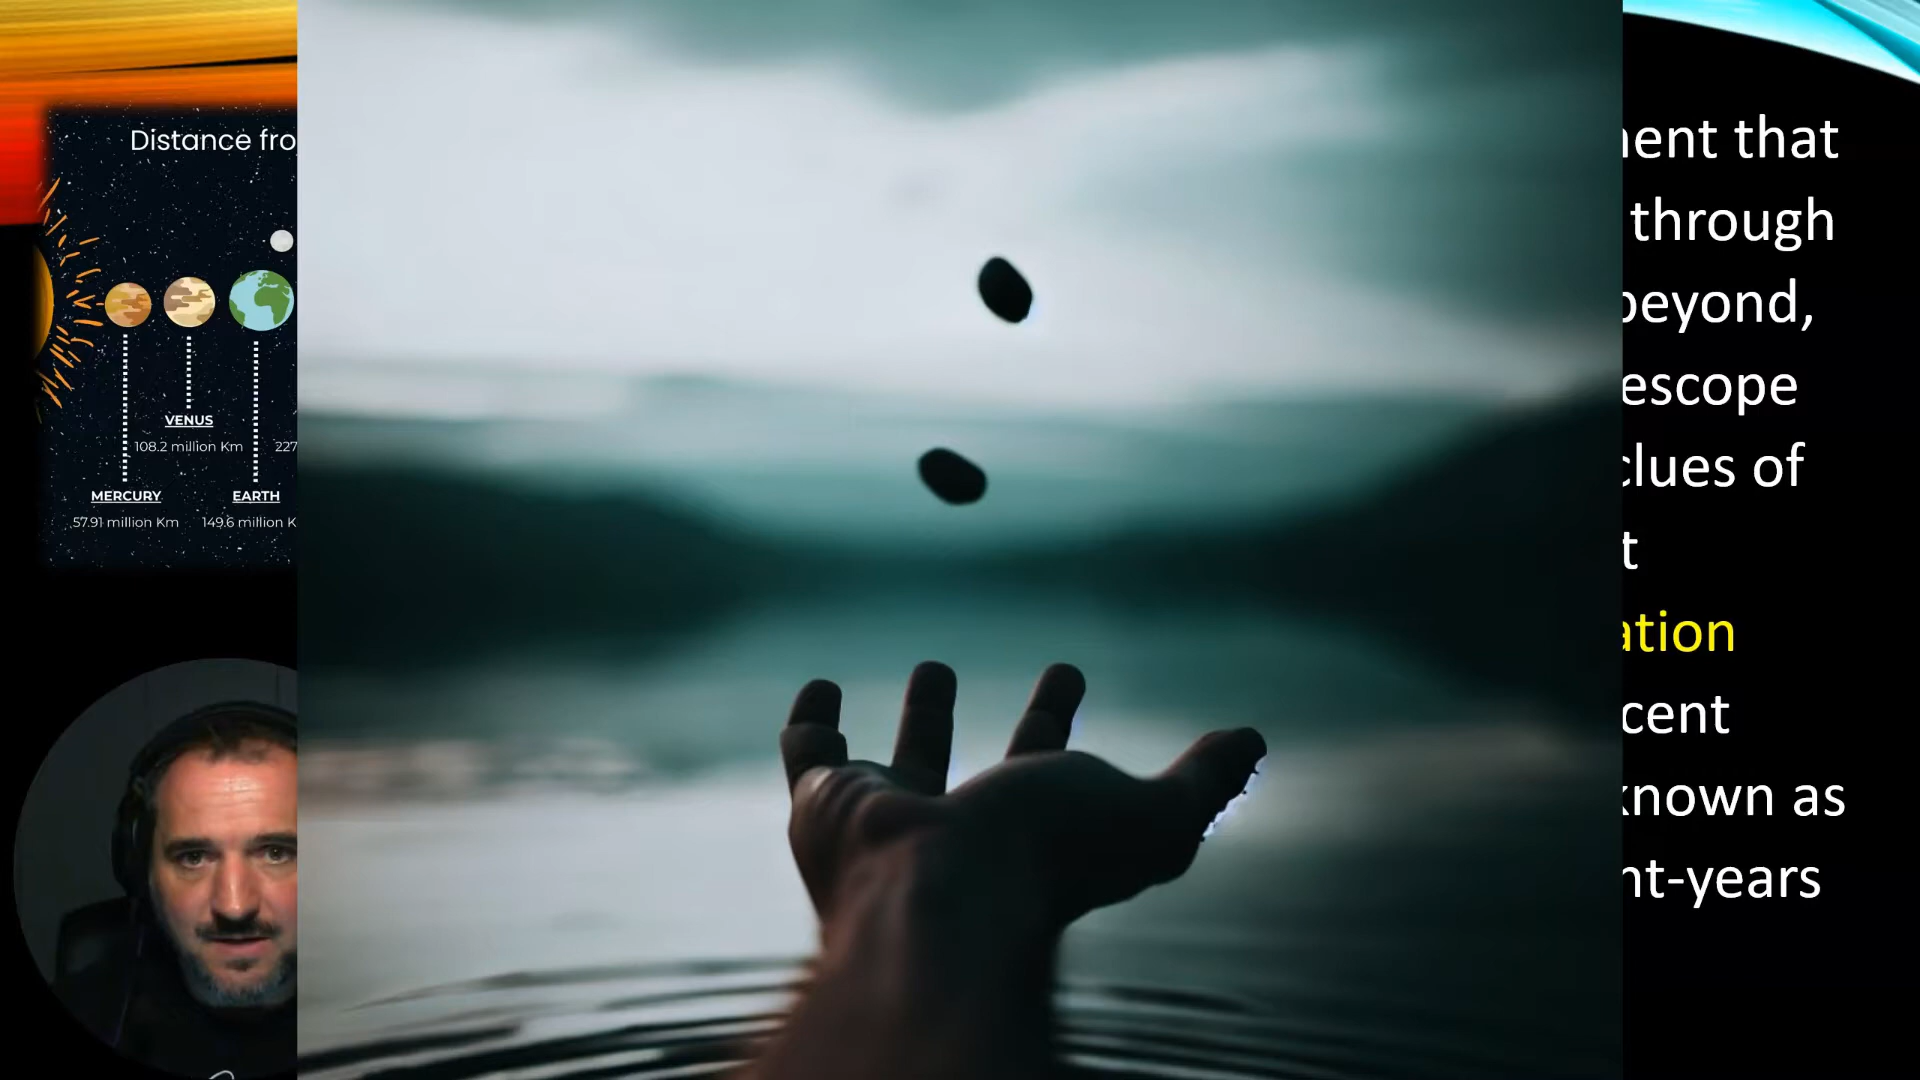 Distance fro
VENUS
108.2 million Km
227
MERCURY
EARTH
57.91 million Km
149.6 million K
ent that
through
beyond,
escope
clues of
t
ation
cent
known as
nt-years